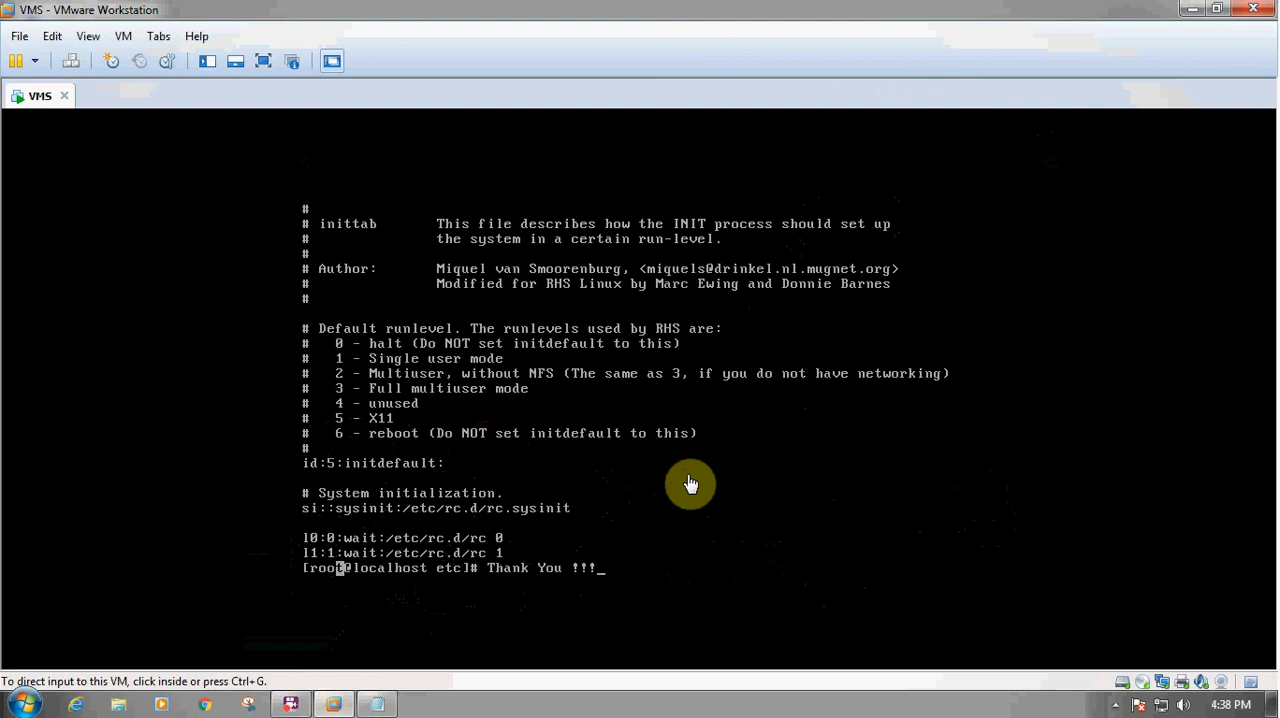 VMS - VMware Workstation
File Edit View VM Tabs Help
VMS
#
# inittab This file describes how the INIT process should set up
# the system in a certain run-level.
#
# Author: Miquel van Smoorenburg, <miquels@drinkel.nl.mugnet.org>
# Modified for RHS Linux by Marc Ewing and Donnie Barnes
#
# Default runlevel. The runlevels used by RHS are:
# 0 - halt (Do NOT set initdefault to this)
# 1 - Single user mode
# 2 - Multiuser, without NFS (The same as 3, if you do not have networking)
# 3 - Full multiuser mode
# 4 - unused
# 5 - X11
# 6 - reboot (Do NOT set initdefault to this)
#
id:5:initdefault:
# System initialization.
si::sysinit:/etc/rc.d/rc.sysinit
l0:0:wait:/etc/rc.d/rc 0
l1:1:wait:/etc/rc.d/rc 1
[root@localhost etc]# Thank You !!!_
To direct input to this VM, click inside or press Ctrl+G.
4:38 PM